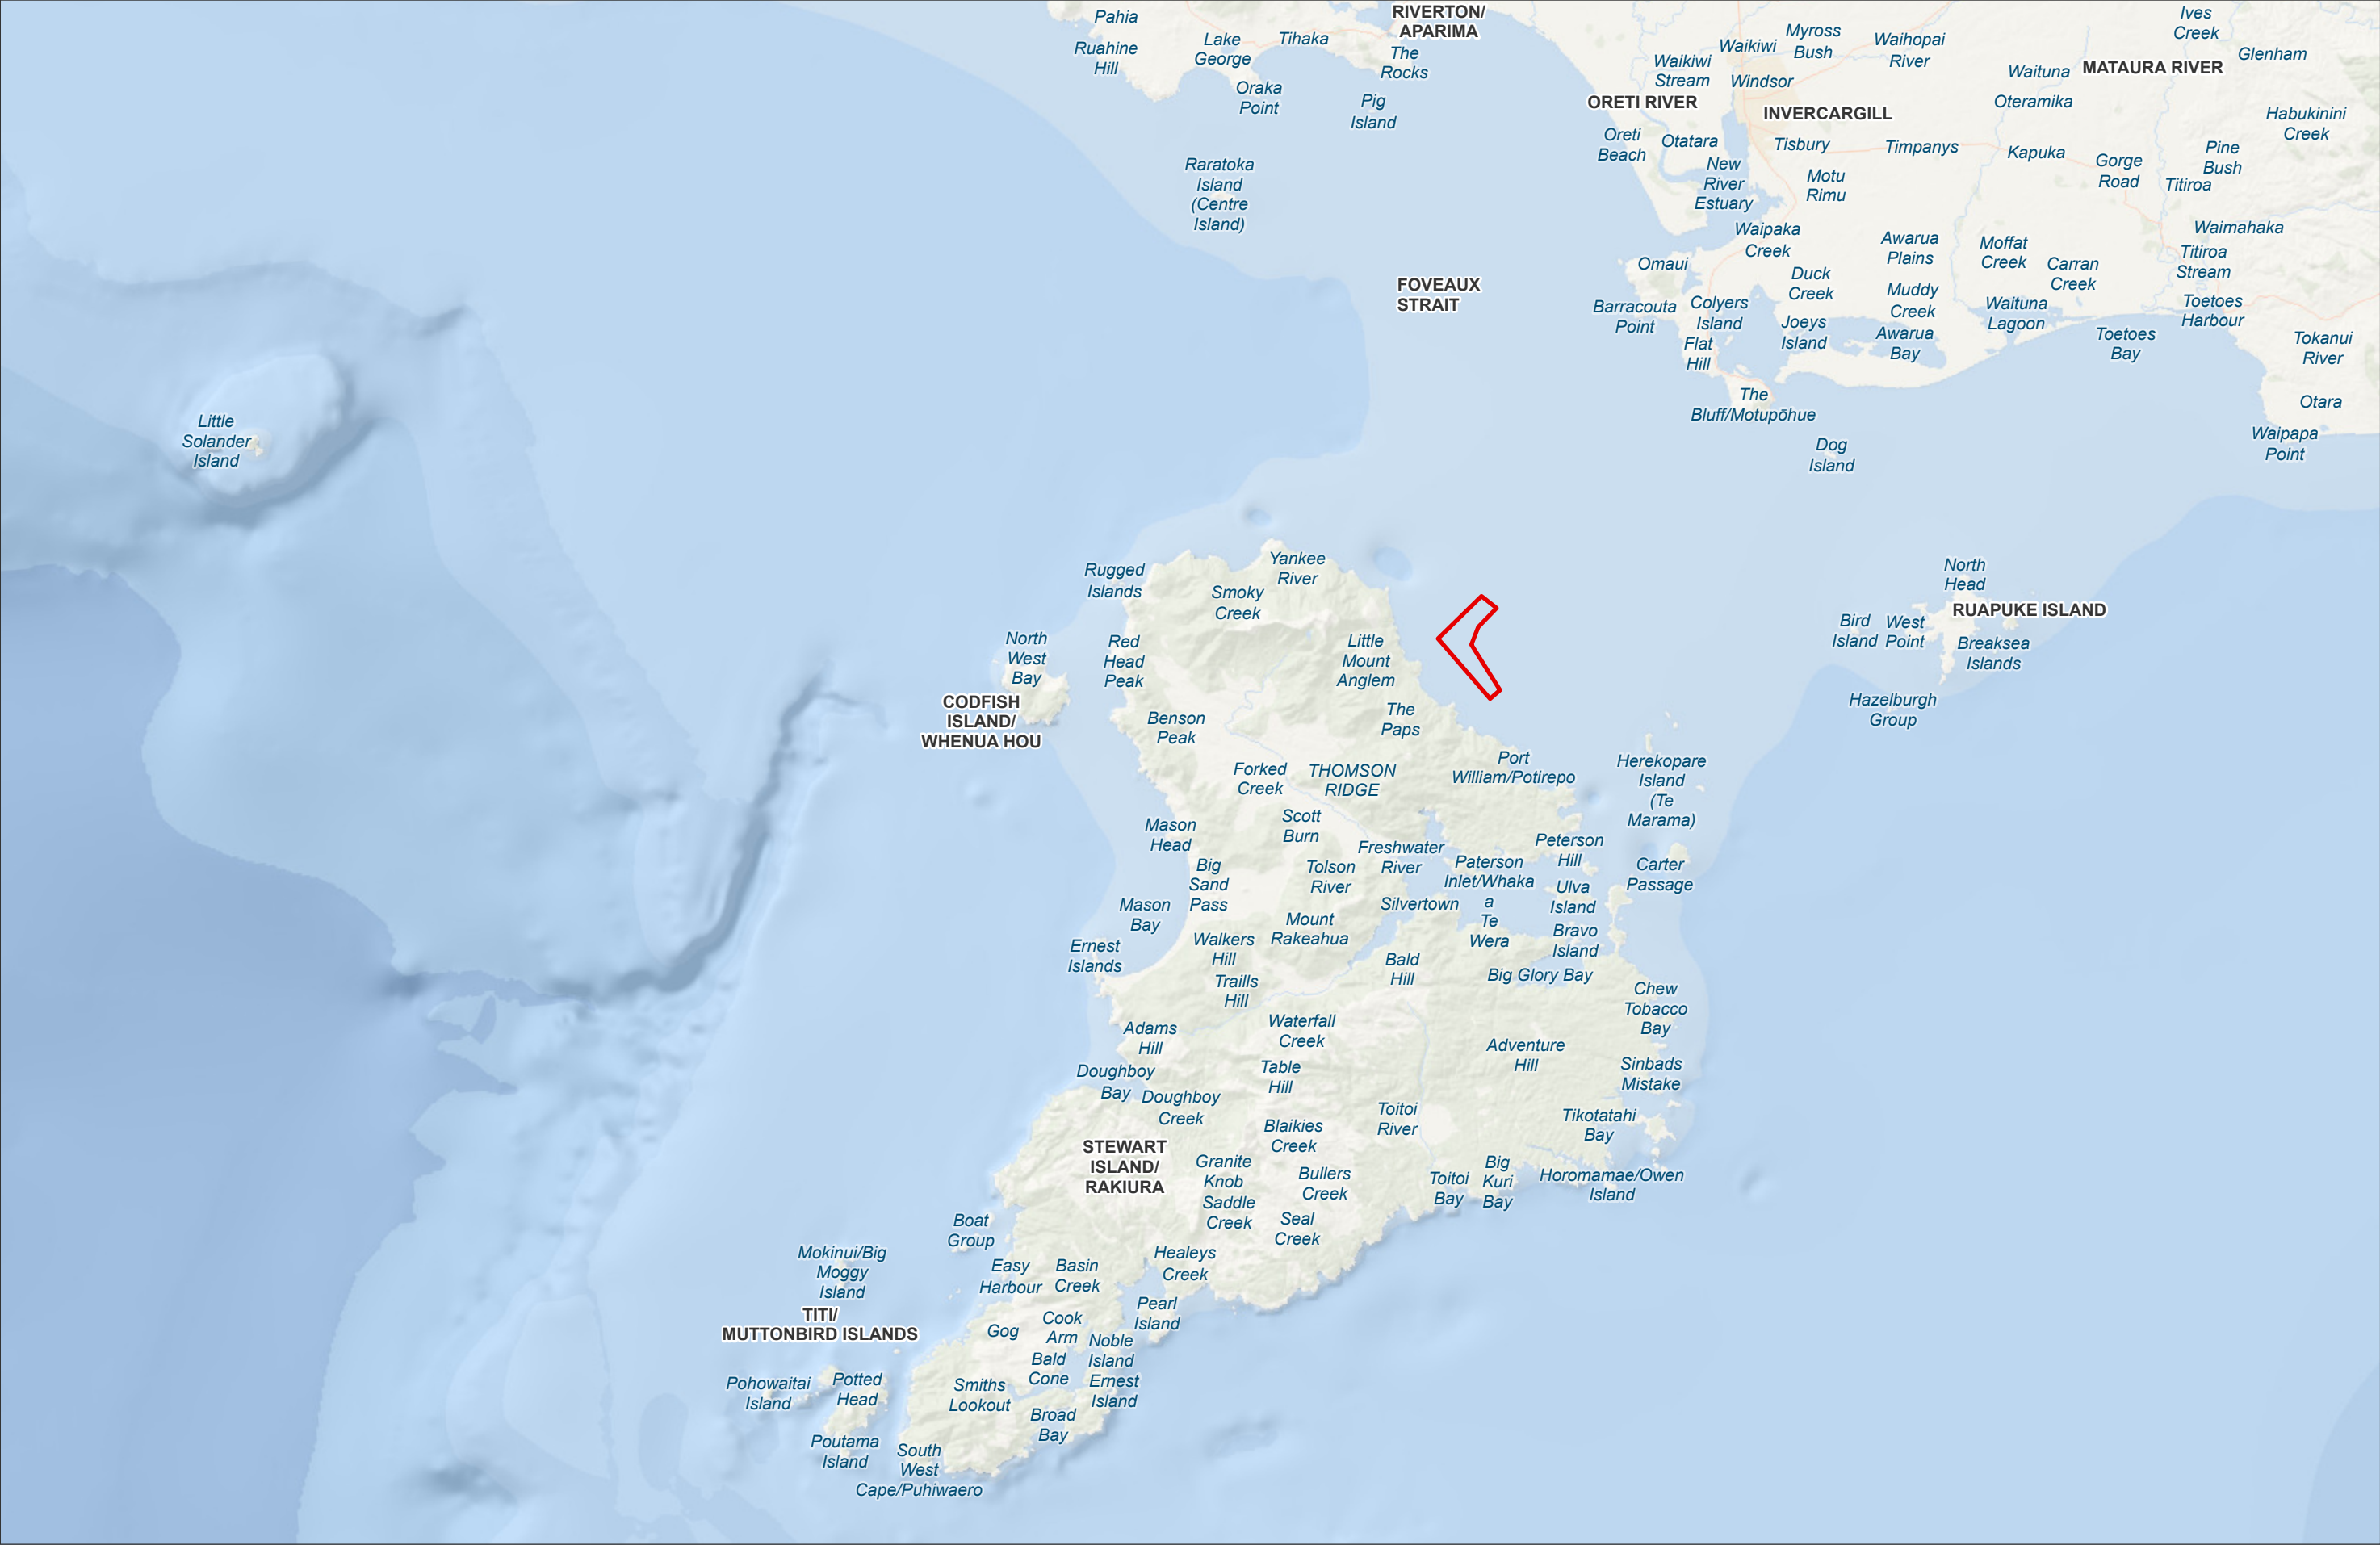 Pahia
Ruahine
Hill
Lake
George
Tihaka
RIVERTON/
APARIMA
The
Rocks
Oraka
Point
Pig
Island
Raratoka
Island
(Centre
Island)
Waikiwi
Stream
Waikiwi
Myross
Bush
Waihopai
River
Windsor
ORETI RIVER
INVERCARGILL
Waituna
Oteramika
MATAURA RIVER
Ives
Creek
Glenham
Habukinini
Creek
Oreti
Beach
Otatara
Tisbury
Timpanys
Kapuka
Gorge
Road
Pine
Bush
Titiroa
New
River
Estuary
Motu
Rimu
Waipaka
Creek
Awarua
Plains
Moffat
Creek
Carran
Creek
Waimahaka
Titiroa
Stream
Omaui
Duck
Creek
Muddy
Creek
Waituna
Lagoon
Toetoes
Harbour
FOVEAUX
STRAIT
Barracouta
Point
Colyers
Island
Flat
Hill
Joeys
Island
Awarua
Bay
Toetoes
Bay
Tokanui
River
The
Bluff/Motupōhue
Otara
Waipapa
Point
Dog
Island
Little
Solander
Island
Rugged
Islands
Yankee
River
Smoky
Creek
North
Head
RUAPUKE ISLAND
Bird
Island
West
Point
Breaksea
Islands
Hazelburgh
Group
North
West
Bay
Red
Head
Peak
Little
Mount
Anglem
CODFISH
ISLAND/
WHENUA HOU
Benson
Peak
The
Paps
Forked
Creek
THOMSON
RIDGE
Port
William/Potirepo
Herekopare
Island
(Te
Marama)
Mason
Head
Scott
Burn
Freshwater
River
Peterson
Hill
Big
Sand
Pass
Tolson
River
Paterson
Inlet/Whaka
a
Te
Wera
Ulva
Island
Carter
Passage
Mason
Bay
Silvertown
Mount
Rakeahua
Bravo
Island
Ernest
Islands
Walkers
Hill
Bald
Hill
Big Glory Bay
Traills
Hill
Chew
Tobacco
Bay
Adams
Hill
Waterfall
Creek
Adventure
Hill
Doughboy
Bay
Doughboy
Creek
Table
Hill
Sinbads
Mistake
Toitoi
River
Tikotatahi
Bay
Blaikies
Creek
STEWART
ISLAND/
RAKIURA
Granite
Knob
Saddle
Creek
Bullers
Creek
Toitoi
Bay
Big
Kuri
Bay
Horomamae/Owen
Island
Seal
Creek
Boat
Group
Mokinui/Big
Moggy
Island
Easy
Harbour
Basin
Creek
Healeys
Creek
TITI/
MUTTONBIRD ISLANDS
Pearl
Island
Gog
Cook
Arm
Noble
Island
Bald
Cone
Ernest
Island
Pohowaitai
Island
Potted
Head
Smiths
Lookout
Broad
Bay
Poutama
Island
South
West
Cape/Puhiwaero